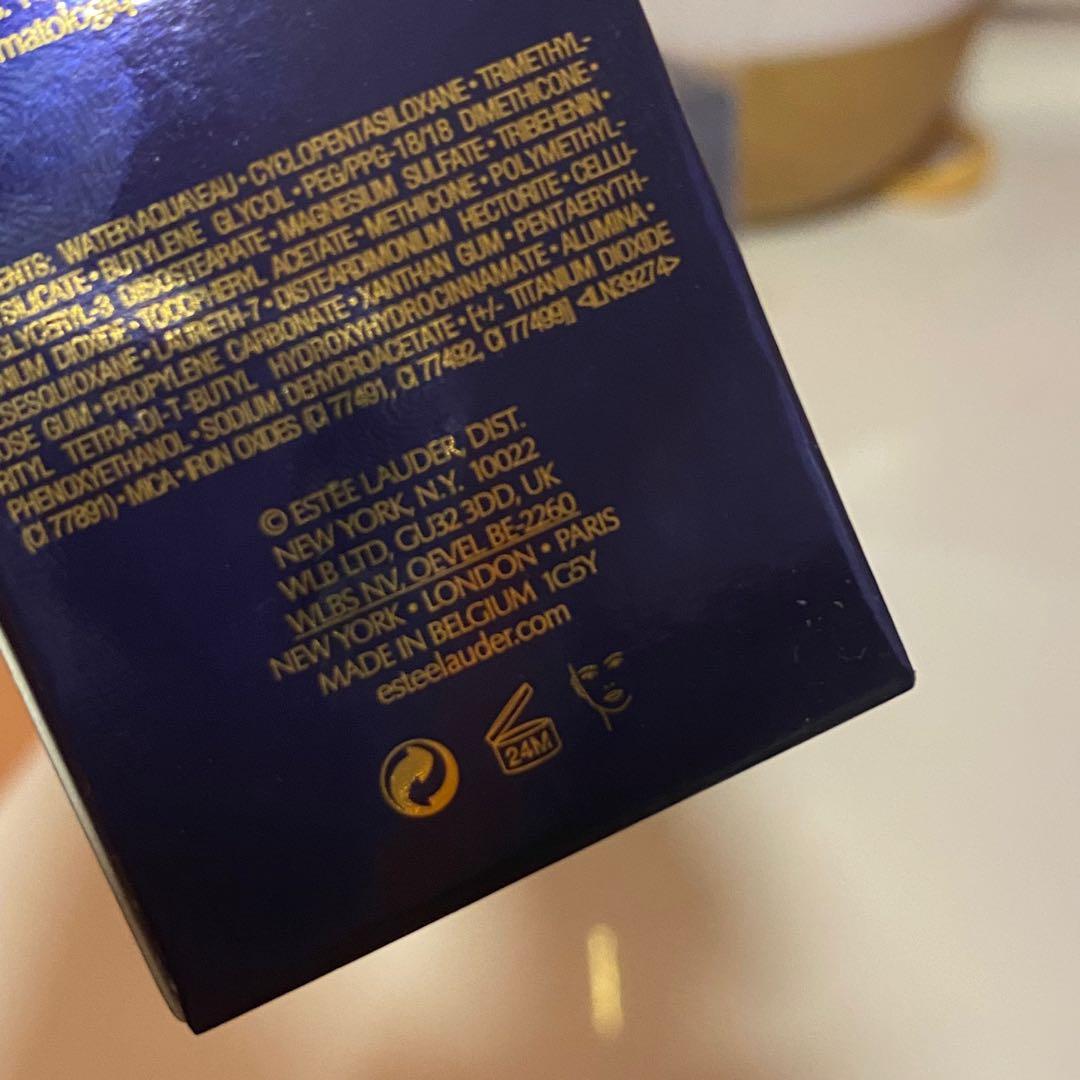 matologiq
ENTS: WATER\AQUA\EAU • CYCLOPENTASILOXANE • TRIMETHYL-
SILICATE • BUTYLENE GLYCOL • PEG/PPG-18/18 DIMETHICONE •
GLYCERYL-3 DIISOSTEARATE • MAGNESIUM SULFATE • TRIBEHENIN •
NIUM DIOXIDE • TOCOPHERYL ACETATE • METHICONE • POLYMETHYL-
LSESQUIOXANE • LAURETH-7 • DISTEARDIMONIUM HECTORITE • CELLU-
OSE GUM • PROPYLENE CARBONATE • XANTHAN GUM • PENTAERYTH-
RITYL TETRA-DI-T-BUTYL HYDROXYHYDROCINNAMATE • ALUMINA •
PHENOXYETHANOL • SODIUM DEHYDROACETATE • [+/- TITANIUM DIOXIDE
(CI 77891) • MICA • IRON OXIDES (CI 77491, CI 77492, CI 77499)] <ILN39274>
© ESTÉE LAUDER, DIST.
NEW YORK, N.Y. 10022
WLB LTD, GU32 3DD, UK
WLBS NV, OEVEL BE-2260
NEW YORK • LONDON • PARIS
MADE IN BELGIUM 1C5Y
esteelauder.com
24M